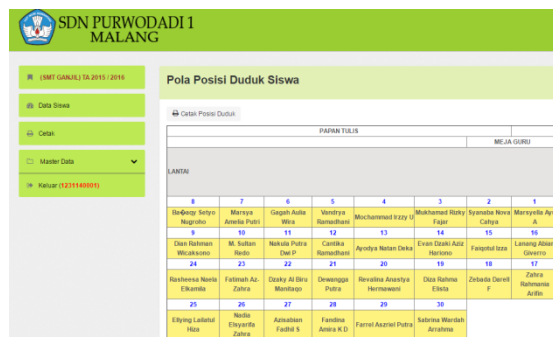 SDN PURWODADI 1
MALANG
(SMT GANJIL) TA 2015 / 2016
Data Siswa
Cetak
Master Data
Keluar (1231140001)
Pola Posisi Duduk Siswa
Cetak Posisi Duduk
PAPAN TULIS
MEJA GURU
LANTAI
8 7 6 5 4 3 2 1
Setyo Nugroho
Marsya Amelia Putri
Gagah Aulia Wira
Vandrya Ramadhani
Mochammad Irzzy U
Mukhamad Rizky Fajar
Syanaba Nova Cahya
Marsyella Ay
A
9 10 11 12 13 14 15 16
Dian Rahman Wicaksono
M. Sultan Redo
Nakula Putra Dwi P
Cantika Ramadhani
Ayodya Natan Deka
Evan Dzaki Aziz Hariono
Faiqotul Izza
Lanang Abian
Giverro
24 23 22 21 20 19 18 17
Rasheesa Naela Elkamila
Fatimah Az-Zahra
Dzaky Al Biru Manifaqo
Dewangga Putra
Revalina Anastya Hermawani
Diza Rahma Elista
Zebada Darell F
Zahra Rahmania Arifin
25 26 27 28 29 30
Ellying Lailatul Hiza
Nadia Elsyarifa Zahra
Azisabian Fadhil S
Fandina Amira K D
Farrel Aszriel Putra
Sabrina Wardah Arrahma